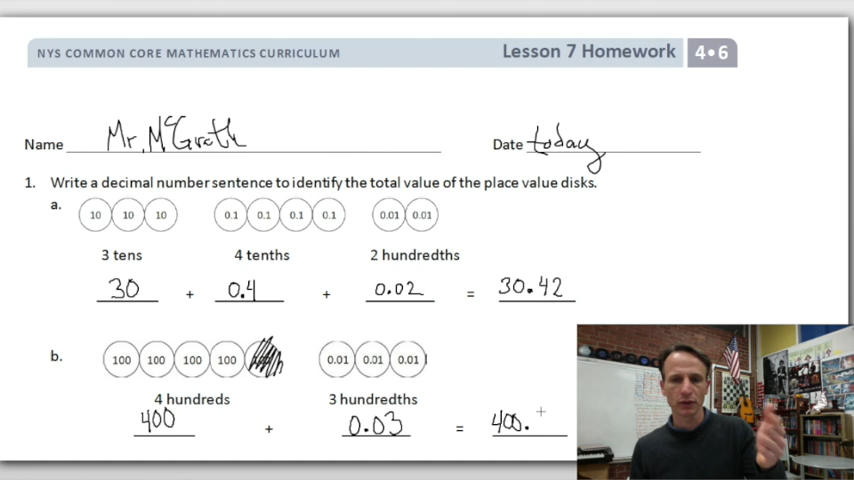 NYS COMMON CORE MATHEMATICS CURRICULUM Lesson 7 Homework 4•6
Name Mr. McGrath Date today
1. Write a decimal number sentence to identify the total value of the place value disks.
a. 10 10 10 0.1 0.1 0.1 0.1 0.01 0.01
3 tens 4 tenths 2 hundredths
30 + 0.4 + 0.02 = 30.42
b. 100 100 100 100 0.01 0.01 0.01
4 hundreds 3 hundredths
400 + 0.03 = 400.